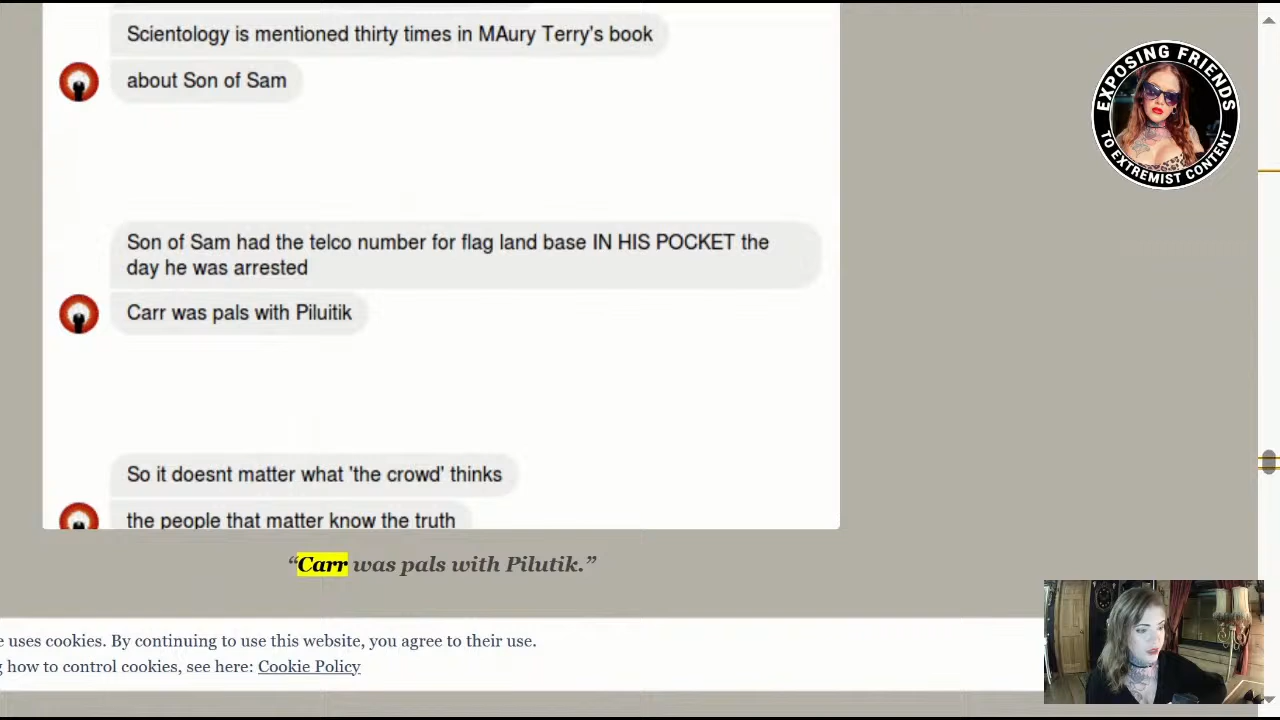 Scientology is mentioned thirty times in MAury Terry's book
about Son of Sam
EXPOSING FRIENDS
TO EXTREMIST CONTENT
Son of Sam had the telco number for flag land base IN HIS POCKET the
day he was arrested
Carr was pals with Piluitik
So it doesnt matter what 'the crowd' thinks
the people that matter know the truth
“Carr was pals with Pilutik.”
e uses cookies. By continuing to use this website, you agree to their use.
g how to control cookies, see here: Cookie Policy